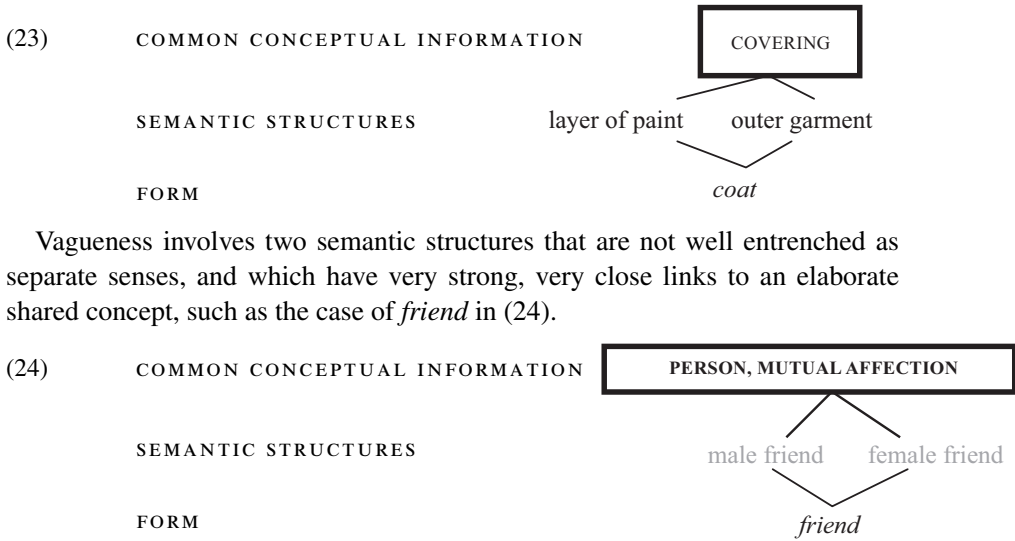 (23) COMMON CONCEPTUAL INFORMATION COVERING
SEMANTIC STRUCTURES layer of paint outer garment
FORM coat
Vagueness involves two semantic structures that are not well entrenched as
separate senses, and which have very strong, very close links to an elaborate
shared concept, such as the case of friend in (24).
(24) COMMON CONCEPTUAL INFORMATION PERSON, MUTUAL AFFECTION
SEMANTIC STRUCTURES male friend female friend
FORM friend